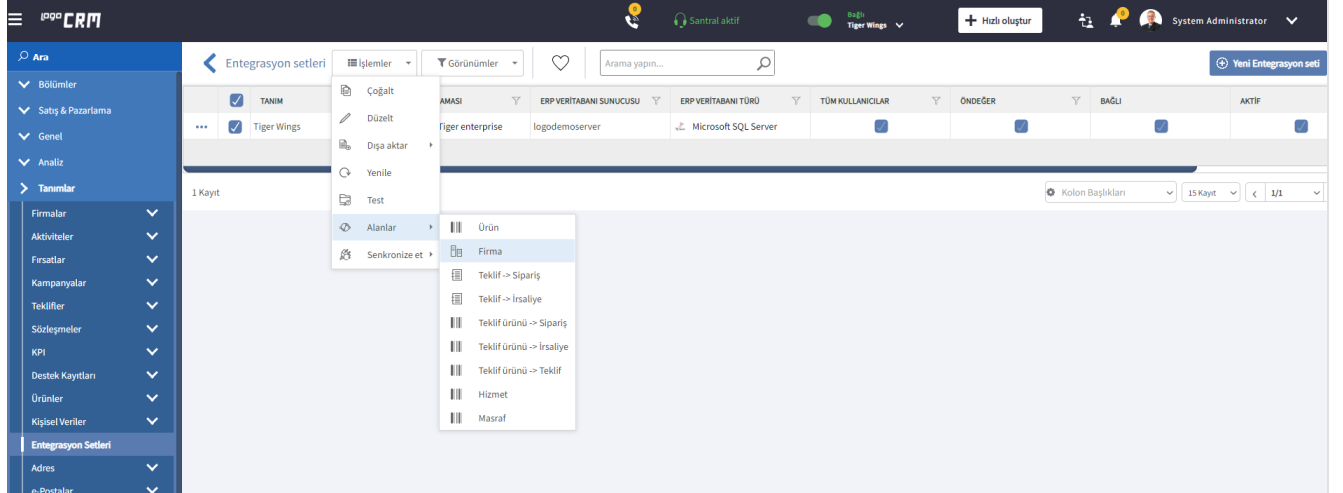 logo CRM
0
Santral aktif
Bağlı
Tiger Wings
Hızlı oluştur
0
System Administrator
Ara
Entegrasyon setleri
İşlemler
Görünümler
Arama yapın...
Yeni Entegrasyon seti
Bölümler
Satış & Pazarlama
Genel
Analiz
Tanımlar
Firmalar
Aktiviteler
Fırsatlar
Kampanyalar
Teklifler
Sözleşmeler
KPI
Destek Kayıtları
Ürünler
Kişisel Veriler
Entegrasyon Setleri
Adres
e-Postalar
TANIM
AMASI
ERP VERİTABANI SUNUCUSU
ERP VERİTABANI TÜRÜ
TÜM KULLANICILAR
ÖNDEĞER
BAĞLI
AKTİF
Tiger Wings
Tiger enterprise
logodemoserver
Microsoft SQL Server
1 Kayıt
Kolon Başlıkları
15 Kayıt
1/1
Çoğalt
Düzelt
Dışa aktar
Yenile
Test
Alanlar
Senkronize et
Ürün
Firma
Teklif -> Sipariş
Teklif -> İrsaliye
Teklif ürünü -> Sipariş
Teklif ürünü -> İrsaliye
Teklif ürünü -> Teklif
Hizmet
Masraf